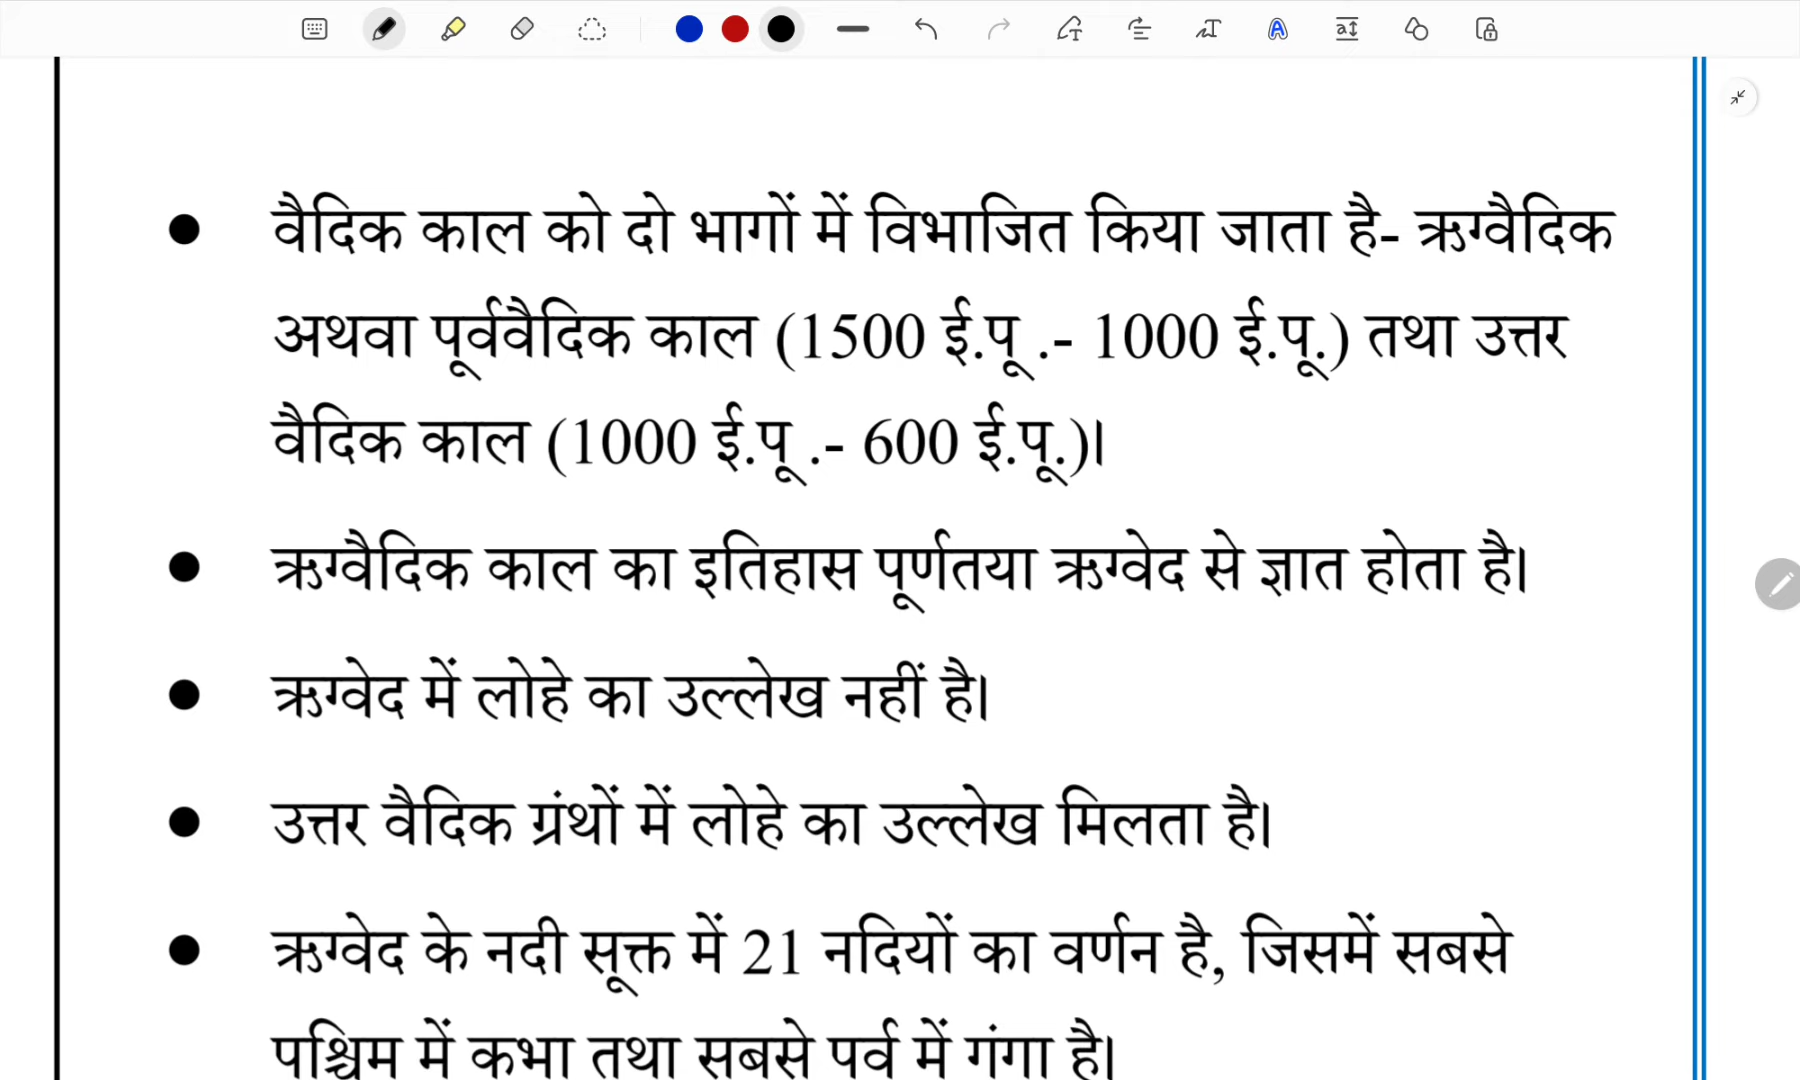 ● वैदिक काल को दो भागों में विभाजित किया जाता है- ऋग्वैदिक
अथवा पूर्ववैदिक काल (1500 ई.पू .- 1000 ई.पू.) तथा उत्तर
वैदिक काल (1000 ई.पू .- 600 ई.पू.)।
● ऋग्वैदिक काल का इतिहास पूर्णतया ऋग्वेद से ज्ञात होता है।
● ऋग्वेद में लोहे का उल्लेख नहीं है।
● उत्तर वैदिक ग्रंथों में लोहे का उल्लेख मिलता है।
● ऋग्वेद के नदी सूक्त में 21 नदियों का वर्णन है, जिसमें सबसे
पश्चिम में कुभा तथा सबसे पूर्व में गंगा है।